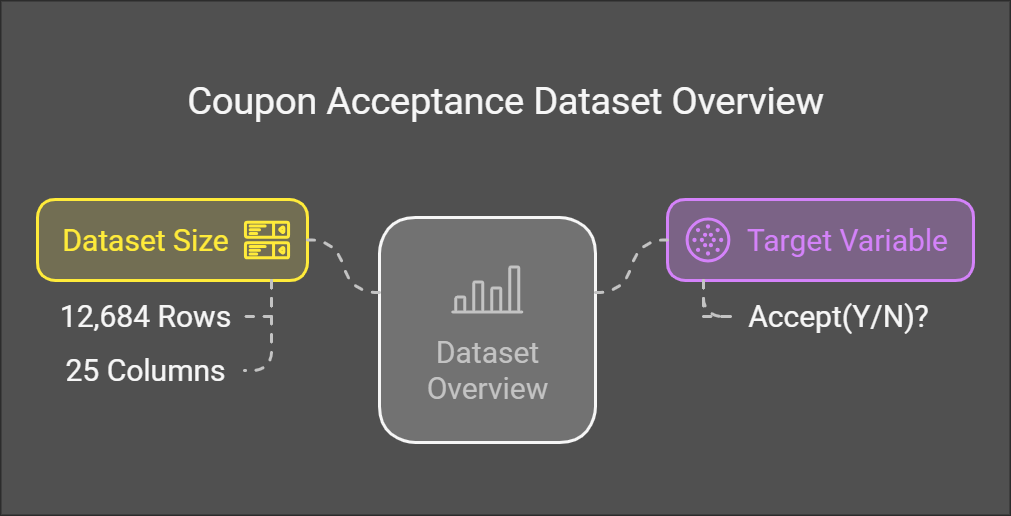 Coupon Acceptance Dataset Overview
Dataset Size
12,684 Rows
25 Columns
Dataset
Overview
Target Variable
Accept(Y/N)?